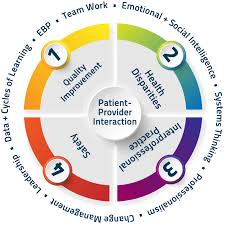 Data + Cycles of Learning • EBP • Team Work • Emotional + Social Intelligence • Systems Thinking • Professionalism • Change Management • Leadership •
1
Quality
Improvement
2
Health
Disparities
Patient-
Provider
Interaction
4
Safety
3
Interprofessional
Practice